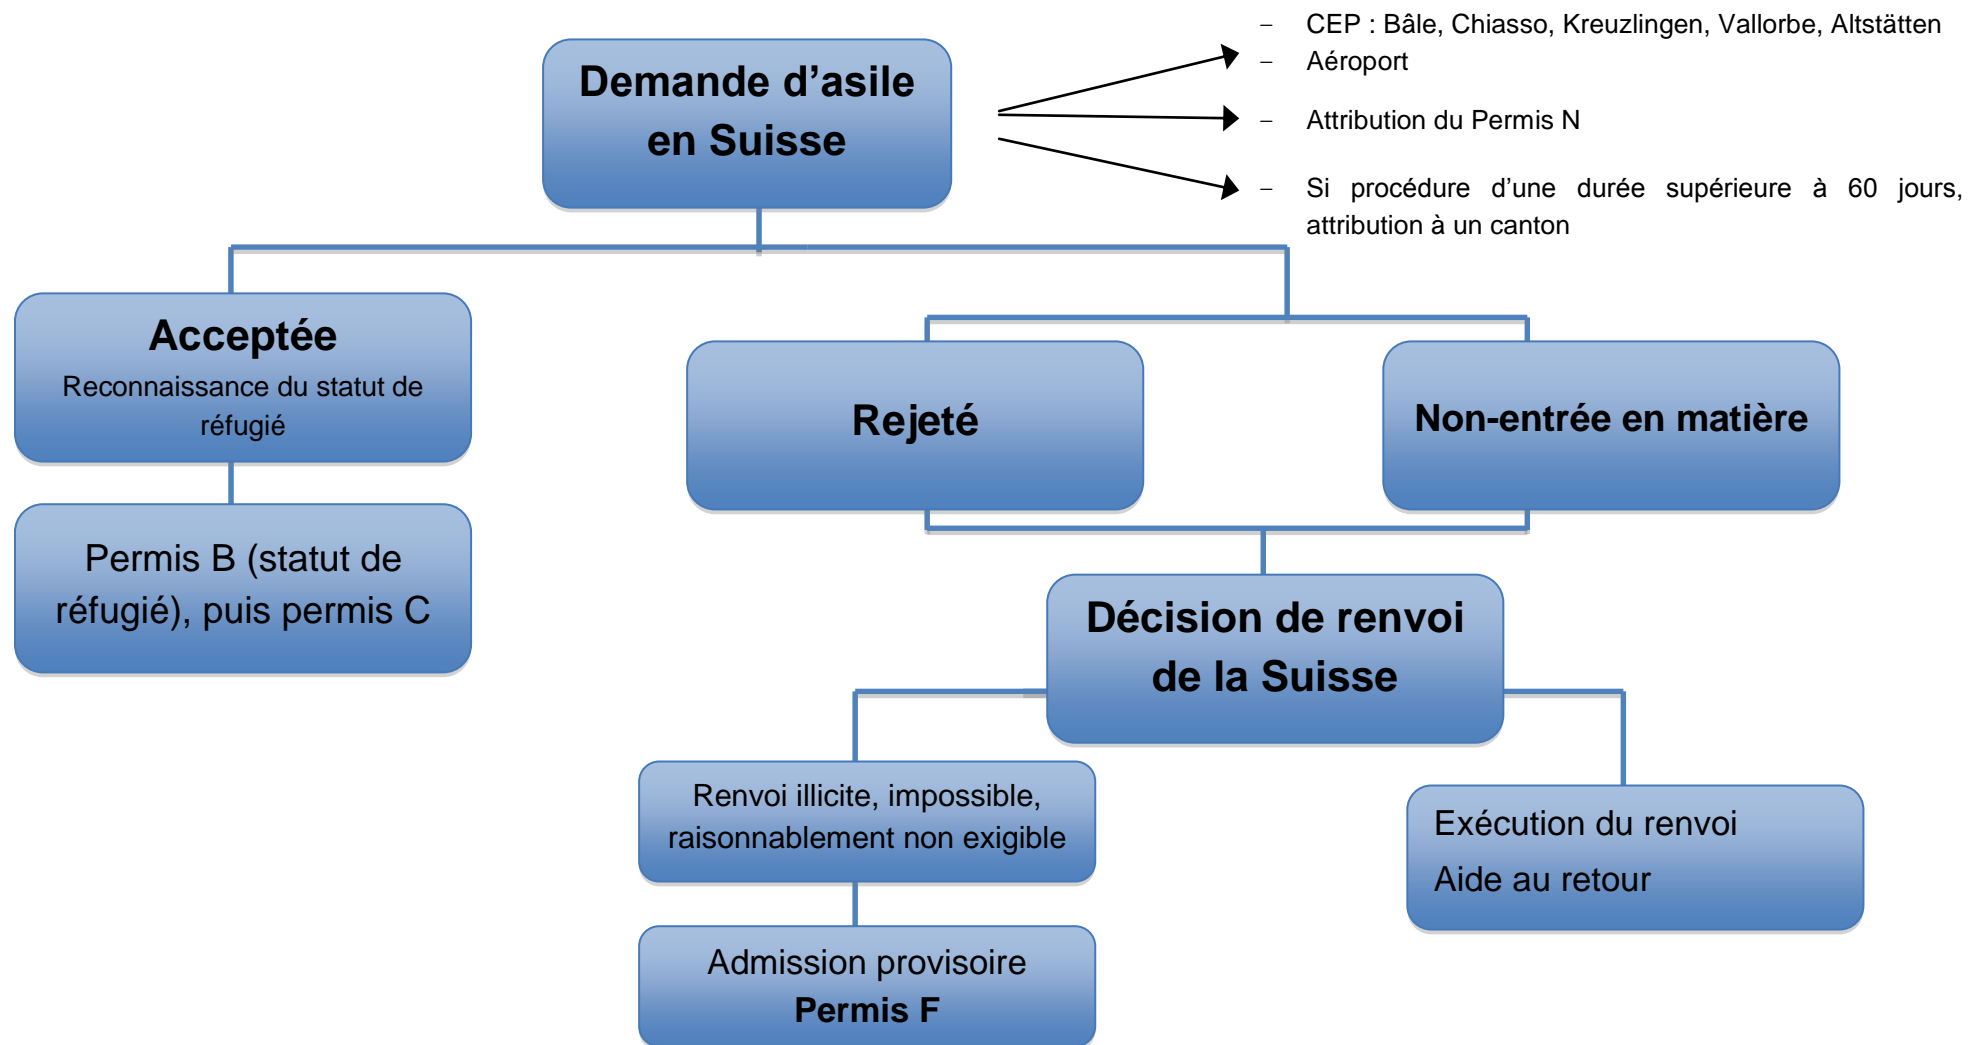 – CEP : Bâle, Chiasso, Kreuzlingen, Vallorbe, Altstätten
– Aéroport
– Attribution du Permis N
– Si procédure d’une durée supérieure à 60 jours,
attribution à un canton
Demande d’asile
en Suisse
Acceptée
Reconnaissance du statut de
réfugié
Rejeté
Non-entrée en matière
Permis B (statut de
réfugié), puis permis C
Décision de renvoi
de la Suisse
Renvoi illicite, impossible,
raisonnablement non exigible
Exécution du renvoi
Aide au retour
Admission provisoire
Permis F